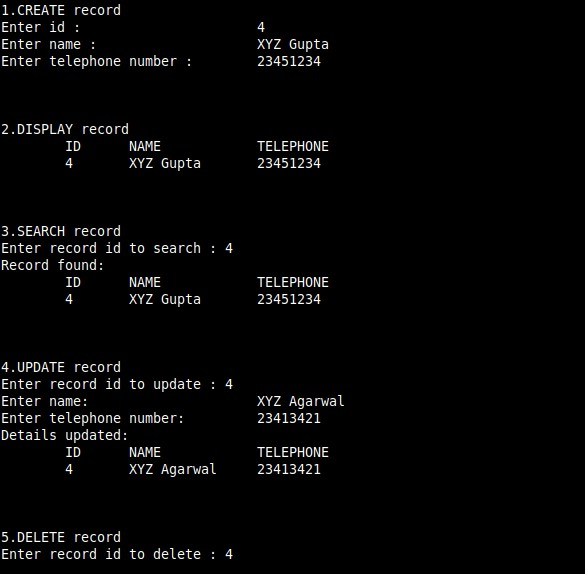 1.CREATE record
Enter id : 4
Enter name : XYZ Gupta
Enter telephone number : 23451234
2.DISPLAY record
ID NAME TELEPHONE
4 XYZ Gupta 23451234
3.SEARCH record
Enter record id to search : 4
Record found:
ID NAME TELEPHONE
4 XYZ Gupta 23451234
4.UPDATE record
Enter record id to update : 4
Enter name: XYZ Agarwal
Enter telephone number: 23413421
Details updated:
ID NAME TELEPHONE
4 XYZ Agarwal 23413421
5.DELETE record
Enter record id to delete : 4